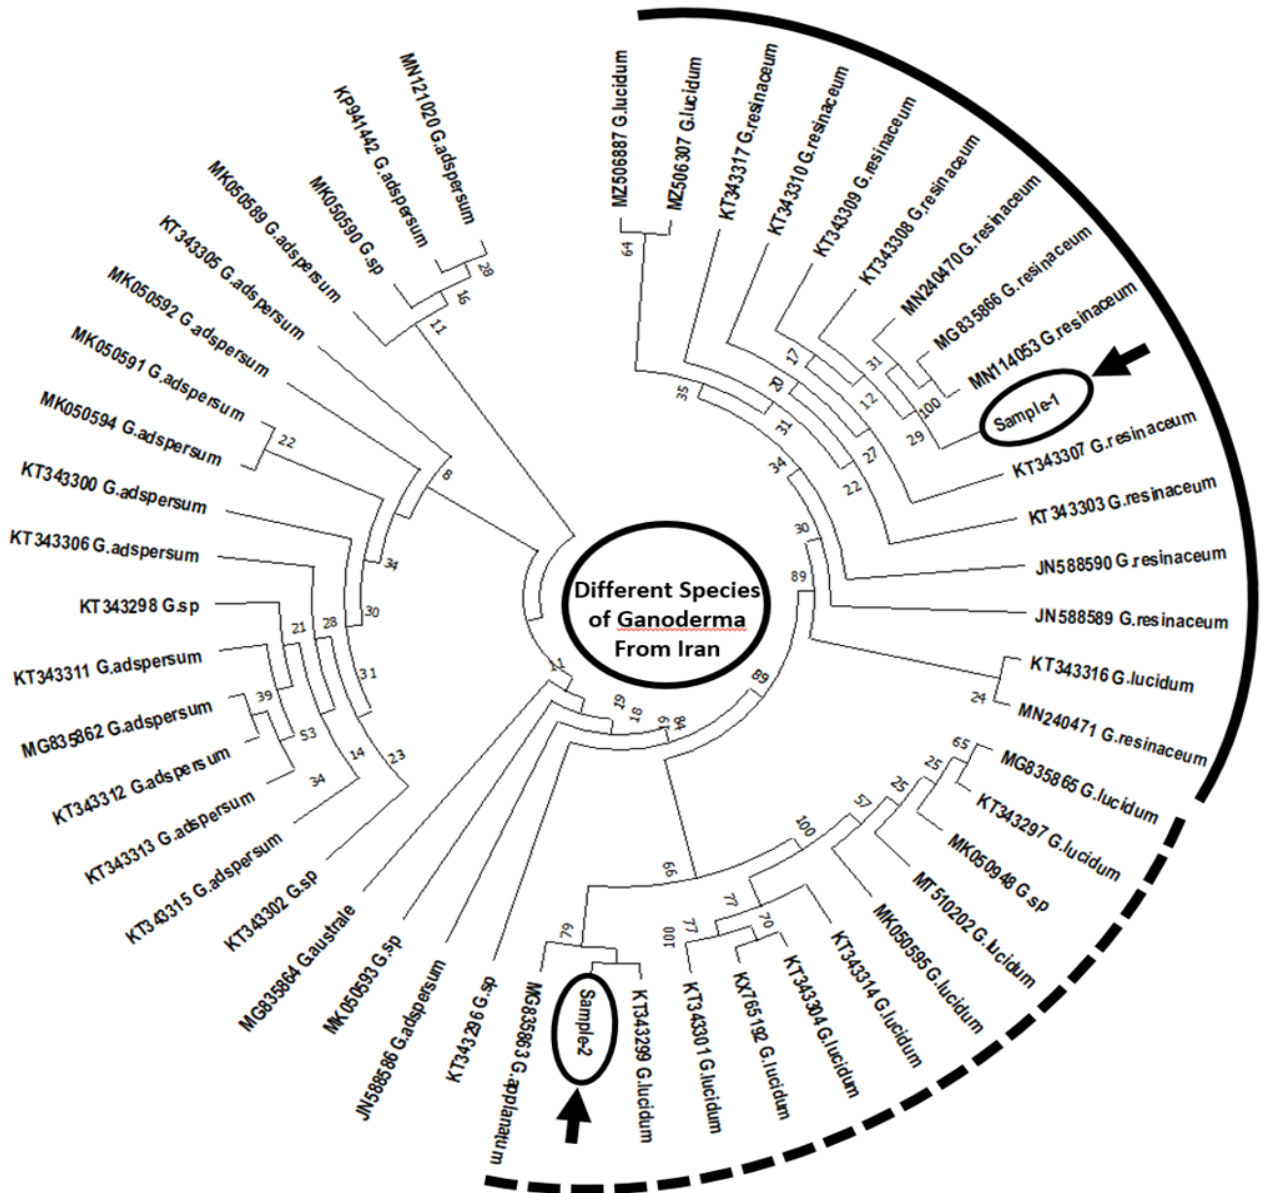 MZ506887 G.lucidum
MZ506307 G.lucidum
KT343317 G.resinaceum
KT343310 G.resinaceum
KT343309 G.resinaceum
KT343308 G.resinaceum
MN240470 G.resinaceum
MG835866 G.resinaceum
MN114053 G.resinaceum
Sample-1
KT343307 G.resinaceum
KT343303 G.resinaceum
JN588590 G.resinaceum
JN588589 G.resinaceum
KT343316 G.lucidum
MN240471 G.resinaceum
MG835865 G.lucidum
KT343297 G.lucidum
MK050948 G.sp
MT510202 G.lucidum
MK050595 G.lucidum
KT343314 G.lucidum
KT343304 G.lucidum
KX765192 G.lucidum
KT343301 G.lucidum
KT343299 G.lucidum
Sample-2
MG835863 G.applanatum
KT343296 G.sp
JN588586 G.adspersum
MK050593 G.sp
MG835864 G.australe
KT343302 G.sp
KT343315 G.adspersum
KT343313 G.adspersum
KT343312 G.adspersum
MG835862 G.adspersum
KT343311 G.adspersum
KT343298 G.sp
KT343306 G.adspersum
KT343300 G.adspersum
MK050594 G.adspersum
MK050591 G.adspersum
MK050592 G.adspersum
KT343305 G.adspersum
MK050589 G.adspersum
MK050590 G.sp
KP941442 G.adspersum
MN121020 G.adspersum
Different Species
of Ganoderma
From Iran
64
35
31
20
17
31
12
100
29
27
22
34
30
89
24
89
65
25
25
57
100
66
77
70
77
100
79
84
19
18
19
11
23
31
14
34
53
39
21
28
30
34
22
8
11
16
28